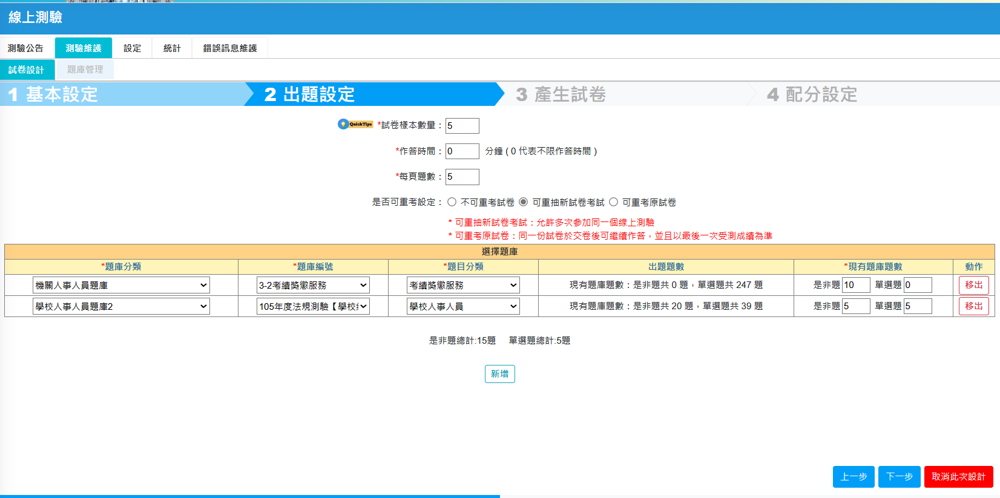 線上測驗
測驗公告 測驗維護 設定 統計 錯誤訊息維護
試卷設計 題庫管理
1 基本設定 2 出題設定 3 產生試卷 4 配分設定
QuickTips *試卷樣本數量：5
*作答時間：0 分鐘 ( 0 代表不限作答時間 )
*每頁題數：5
是否可重考設定： 不可重考試卷 可重抽新試卷考試 可重考原試卷
* 可重抽新試卷考試：允許多次參加同一個線上測驗
* 可重考原試卷：同一份試卷於交卷後可繼續作答，並且以最後一次受測成績為準
選擇題庫
*題庫分類 *題庫編號 *題目分類 出題題數 *現有題庫題數 動作
機關人事人員題庫 3-2考績獎懲服務 考績獎懲服務 現有題庫題數：是非題共 0 題，單選題共 247 題 是非題 10 單選題 0 移出
學校人事人員題庫2 105年度法規測驗【學校 學校人事人員 現有題庫題數：是非題共 20 題，單選題共 39 題 是非題 5 單選題 5 移出
是非題總計:15題 單選題總計:5題
新增
上一步 下一步 取消此次設計